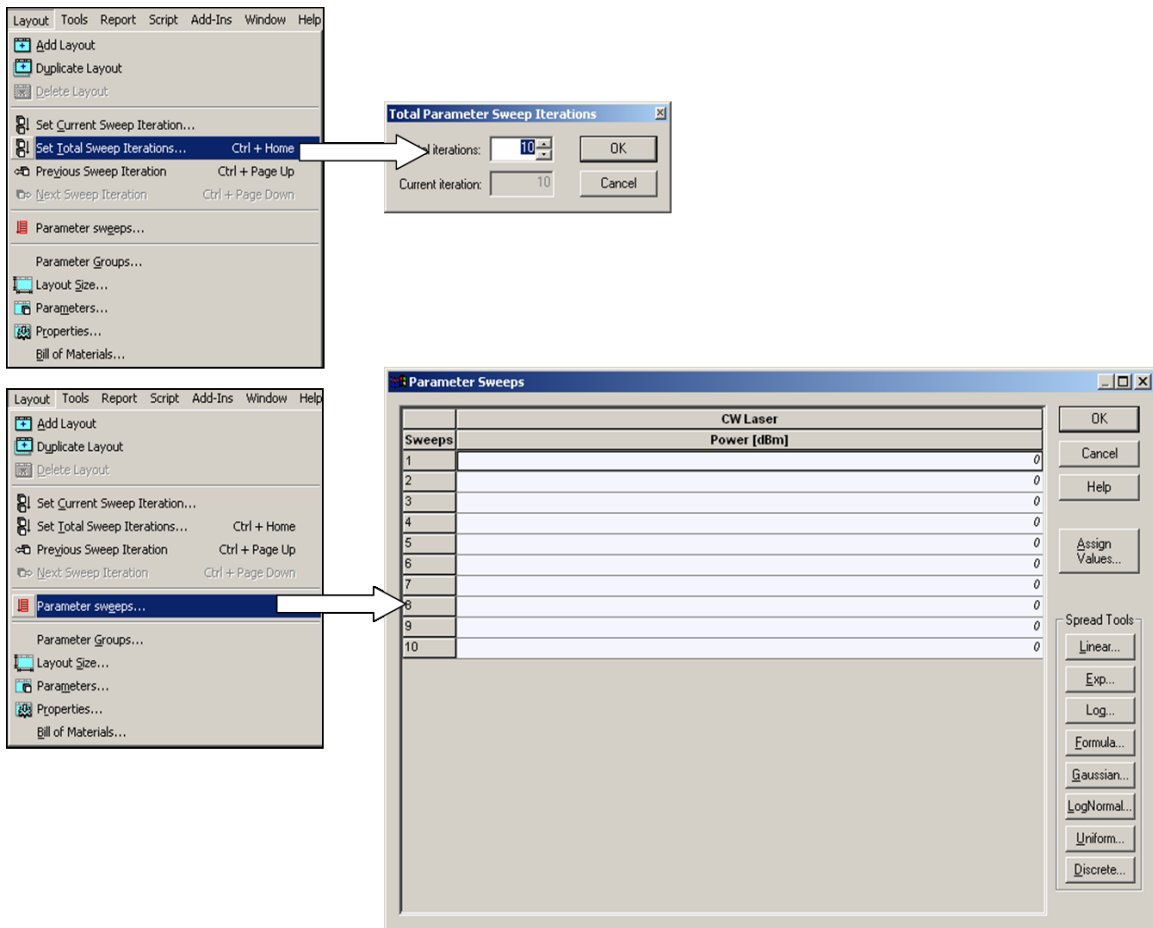 Layout Tools Report Script Add-Ins Window Help
Add Layout
Duplicate Layout
Delete Layout
Set Current Sweep Iteration...
Set Total Sweep Iterations... Ctrl + Home
Previous Sweep Iteration Ctrl + Page Up
Next Sweep Iteration Ctrl + Page Down
Parameter sweeps...
Parameter Groups...
Layout Size...
Parameters...
Properties...
Bill of Materials...
Total Parameter Sweep Iterations
iterations: 10 OK
Current iteration: 10 Cancel
Layout Tools Report Script Add-Ins Window Help
Add Layout
Duplicate Layout
Delete Layout
Set Current Sweep Iteration...
Set Total Sweep Iterations... Ctrl + Home
Previous Sweep Iteration Ctrl + Page Up
Next Sweep Iteration Ctrl + Page Down
Parameter sweeps...
Parameter Groups...
Layout Size...
Parameters...
Properties...
Bill of Materials...
Parameter Sweeps
CW Laser
Sweeps Power [dBm]
1 0
2 0
3 0
4 0
5 0
6 0
7 0
8 0
9 0
10 0
OK
Cancel
Help
Assign
Values...
Spread Tools
Linear...
Exp...
Log...
Formula...
Gaussian...
LogNormal...
Uniform...
Discrete...